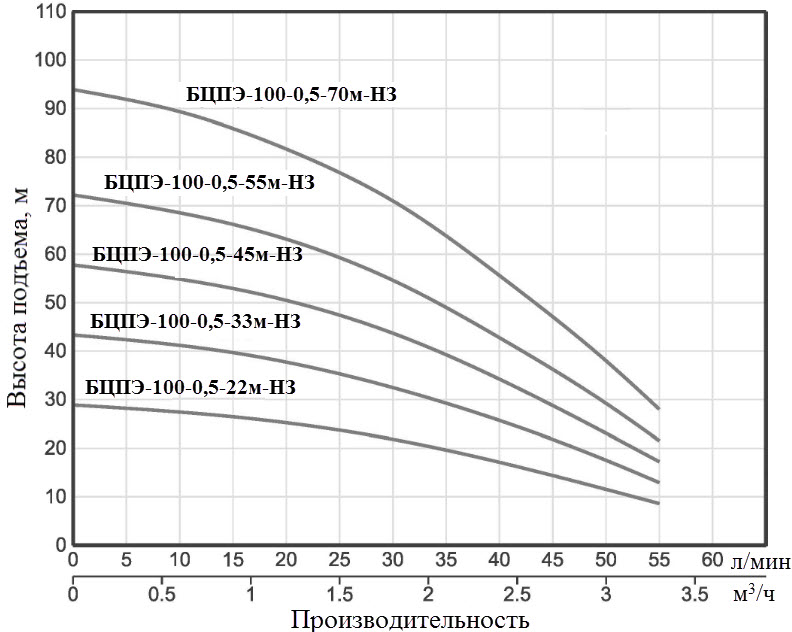 110
100
90
80
70
60
50
40
30
20
10
0
Высота подъема, м
БЦПЭ-100-0,5-70м-НЗ
БЦПЭ-100-0,5-55м-НЗ
БЦПЭ-100-0,5-45м-НЗ
БЦПЭ-100-0,5-33м-НЗ
БЦПЭ-100-0,5-22м-НЗ
0 5 10 15 20 25 30 35 40 45 50 55 60 л/мин
0 0.5 1 1.5 2 2.5 3 3.5 м³/ч
Производительность